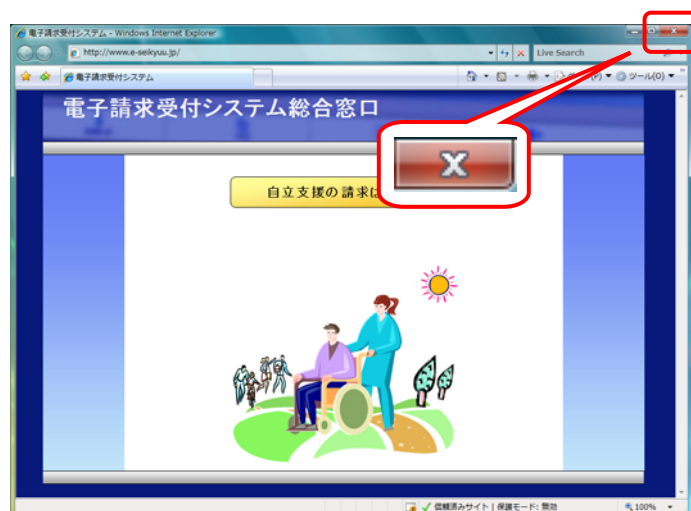 電子請求受付システム - Windows Internet Explorer
http://www.e-seikyuu.jp/
Live Search
電子請求受付システム
(P) ツール(O)
電子請求受付システム総合窓口
自立支援の請求は
信頼済みサイト | 保護モード: 無効
100%